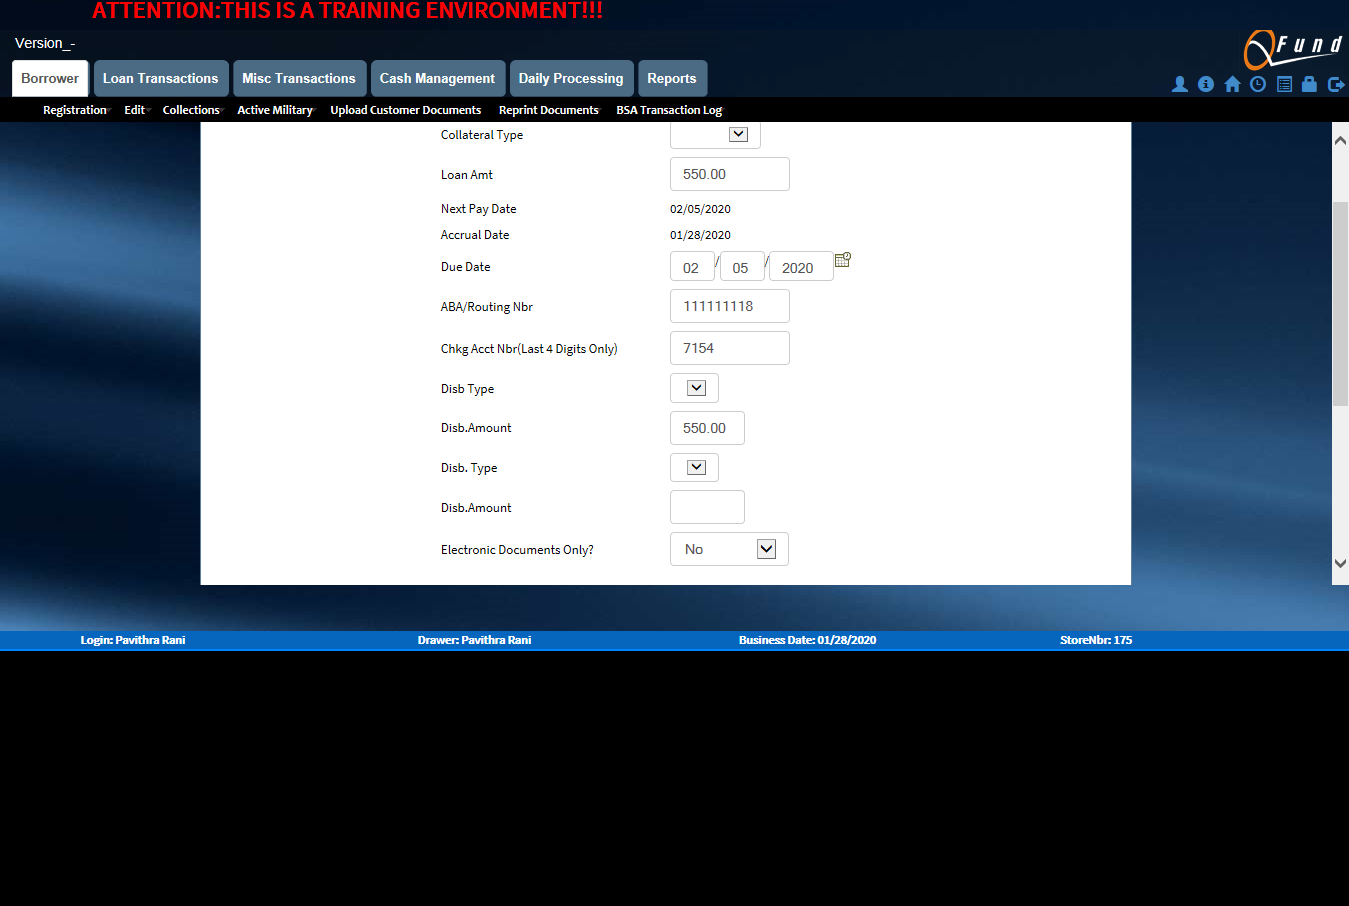 ATTENTION:THIS IS A TRAINING ENVIRONMENT!!!
Version_-
QFund
Borrower Loan Transactions Misc Transactions Cash Management Daily Processing Reports
Registration Edit Collections Active Military Upload Customer Documents Reprint Documents BSA Transaction Log
Collateral Type
Loan Amt 550.00
Next Pay Date 02/05/2020
Accrual Date 01/28/2020
Due Date 02 / 05 / 2020
ABA/Routing Nbr 111111118
Chkg Acct Nbr(Last 4 Digits Only) 7154
Disb Type
Disb.Amount 550.00
Disb. Type
Disb.Amount
Electronic Documents Only? No
Login: Pavithra Rani Drawer: Pavithra Rani Business Date: 01/28/2020 StoreNbr: 175